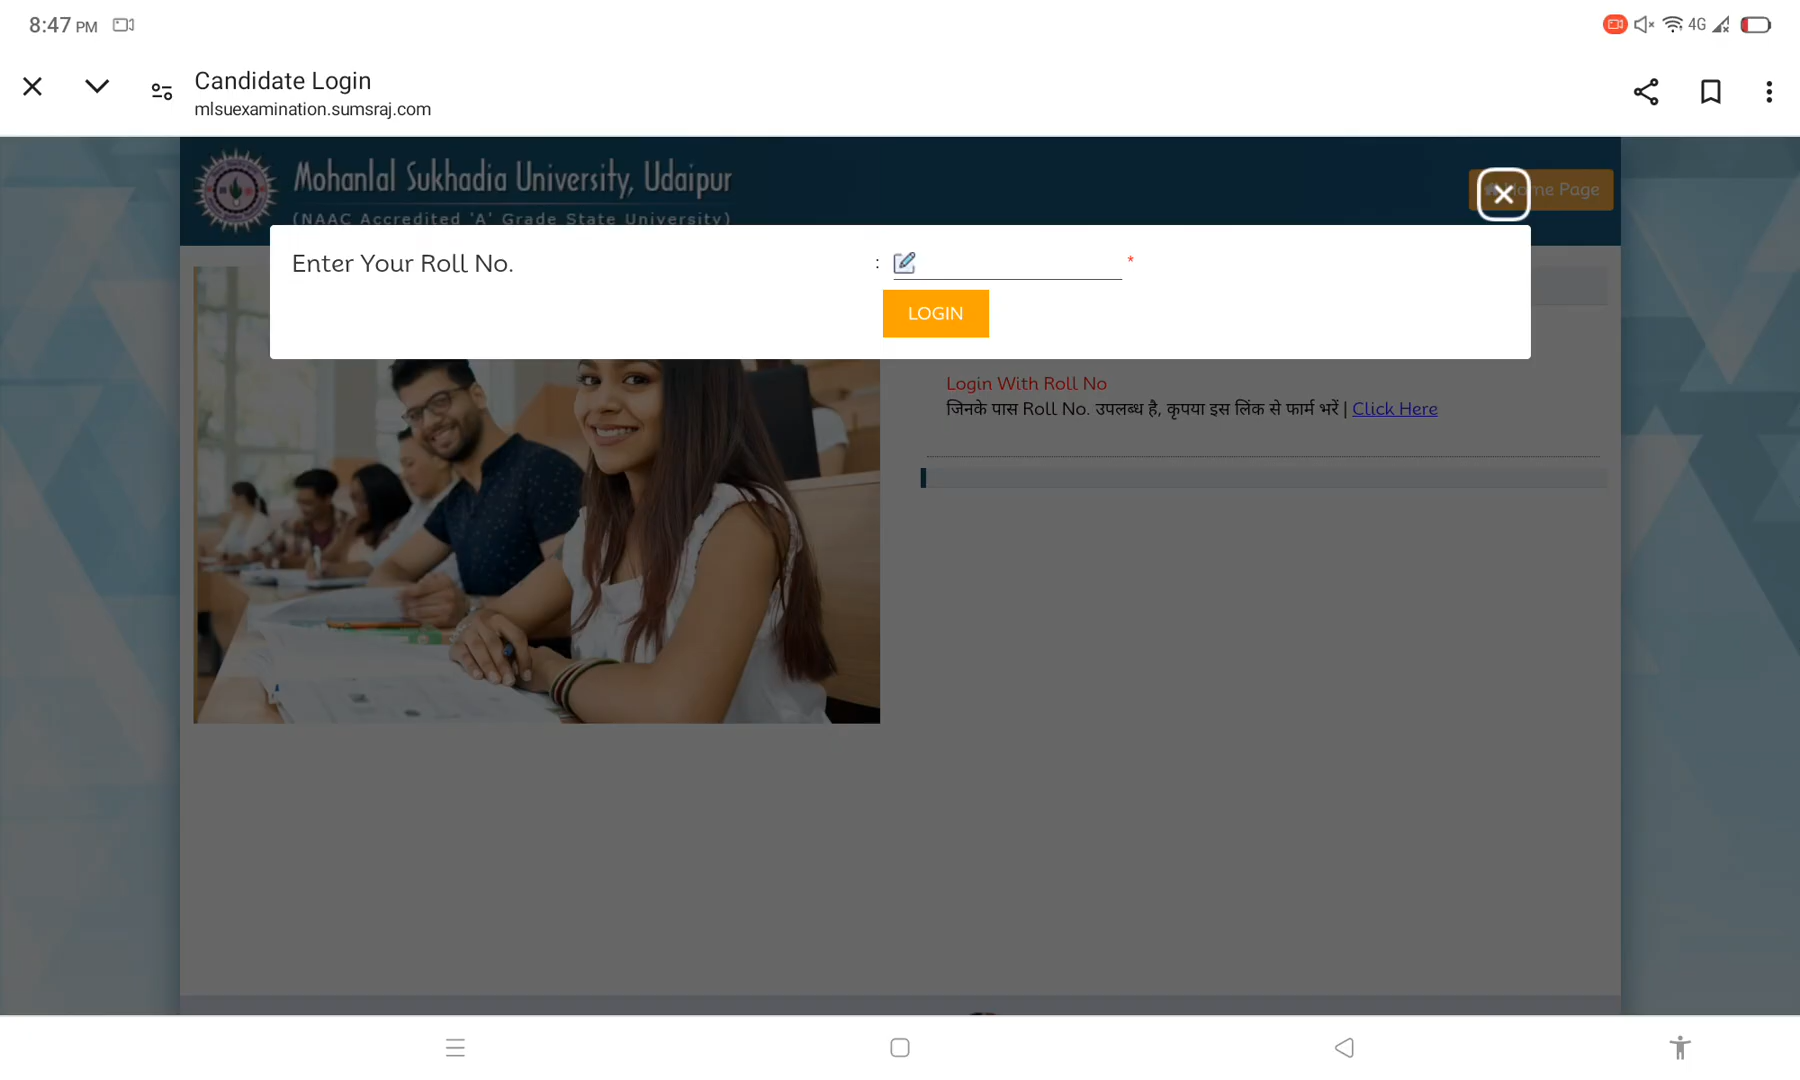 8:47 PM
4G
Candidate Login
mlsuexamination.sumsraj.com
Mohanlal Sukhadia University, Udaipur
(NAAC Accredited 'A' Grade State University)
Home Page
Enter Your Roll No. : *
LOGIN
Login With Roll No
जिनके पास Roll No. उपलब्ध है, कृपया इस लिंक से फार्म भरें | Click Here